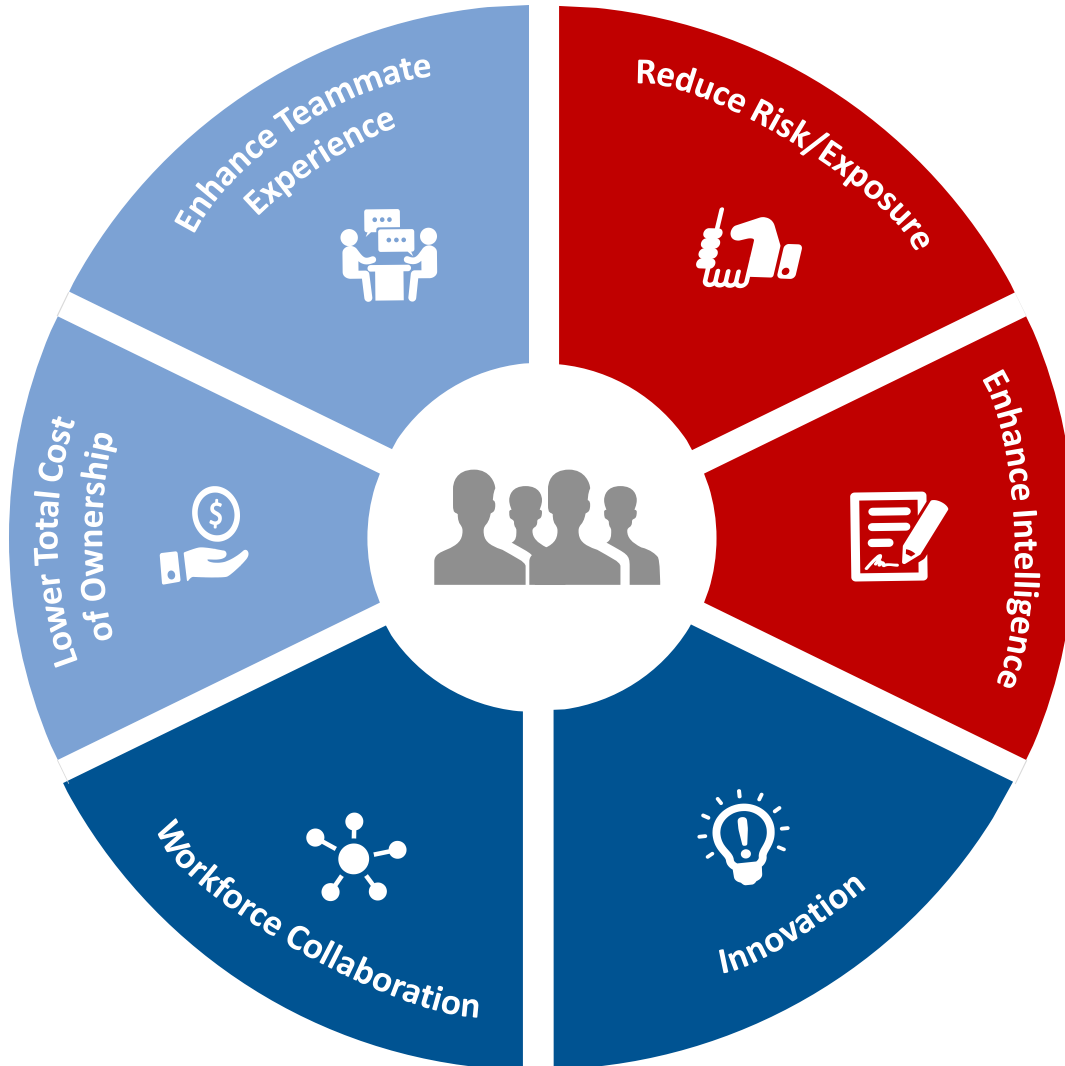 Enhance Teammate
Experience
Reduce Risk/Exposure
Enhance Intelligence
Innovation
Workforce Collaboration
Lower Total Cost
of Ownership
$